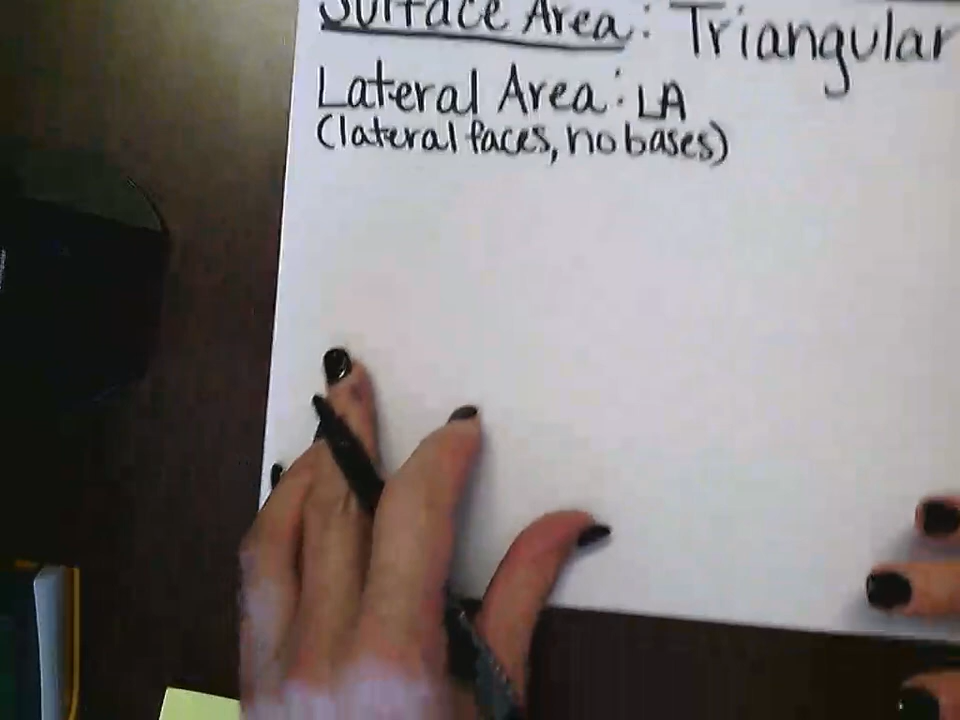 Surface Area: Triangular
Lateral Area: LA
(lateral faces, no bases)